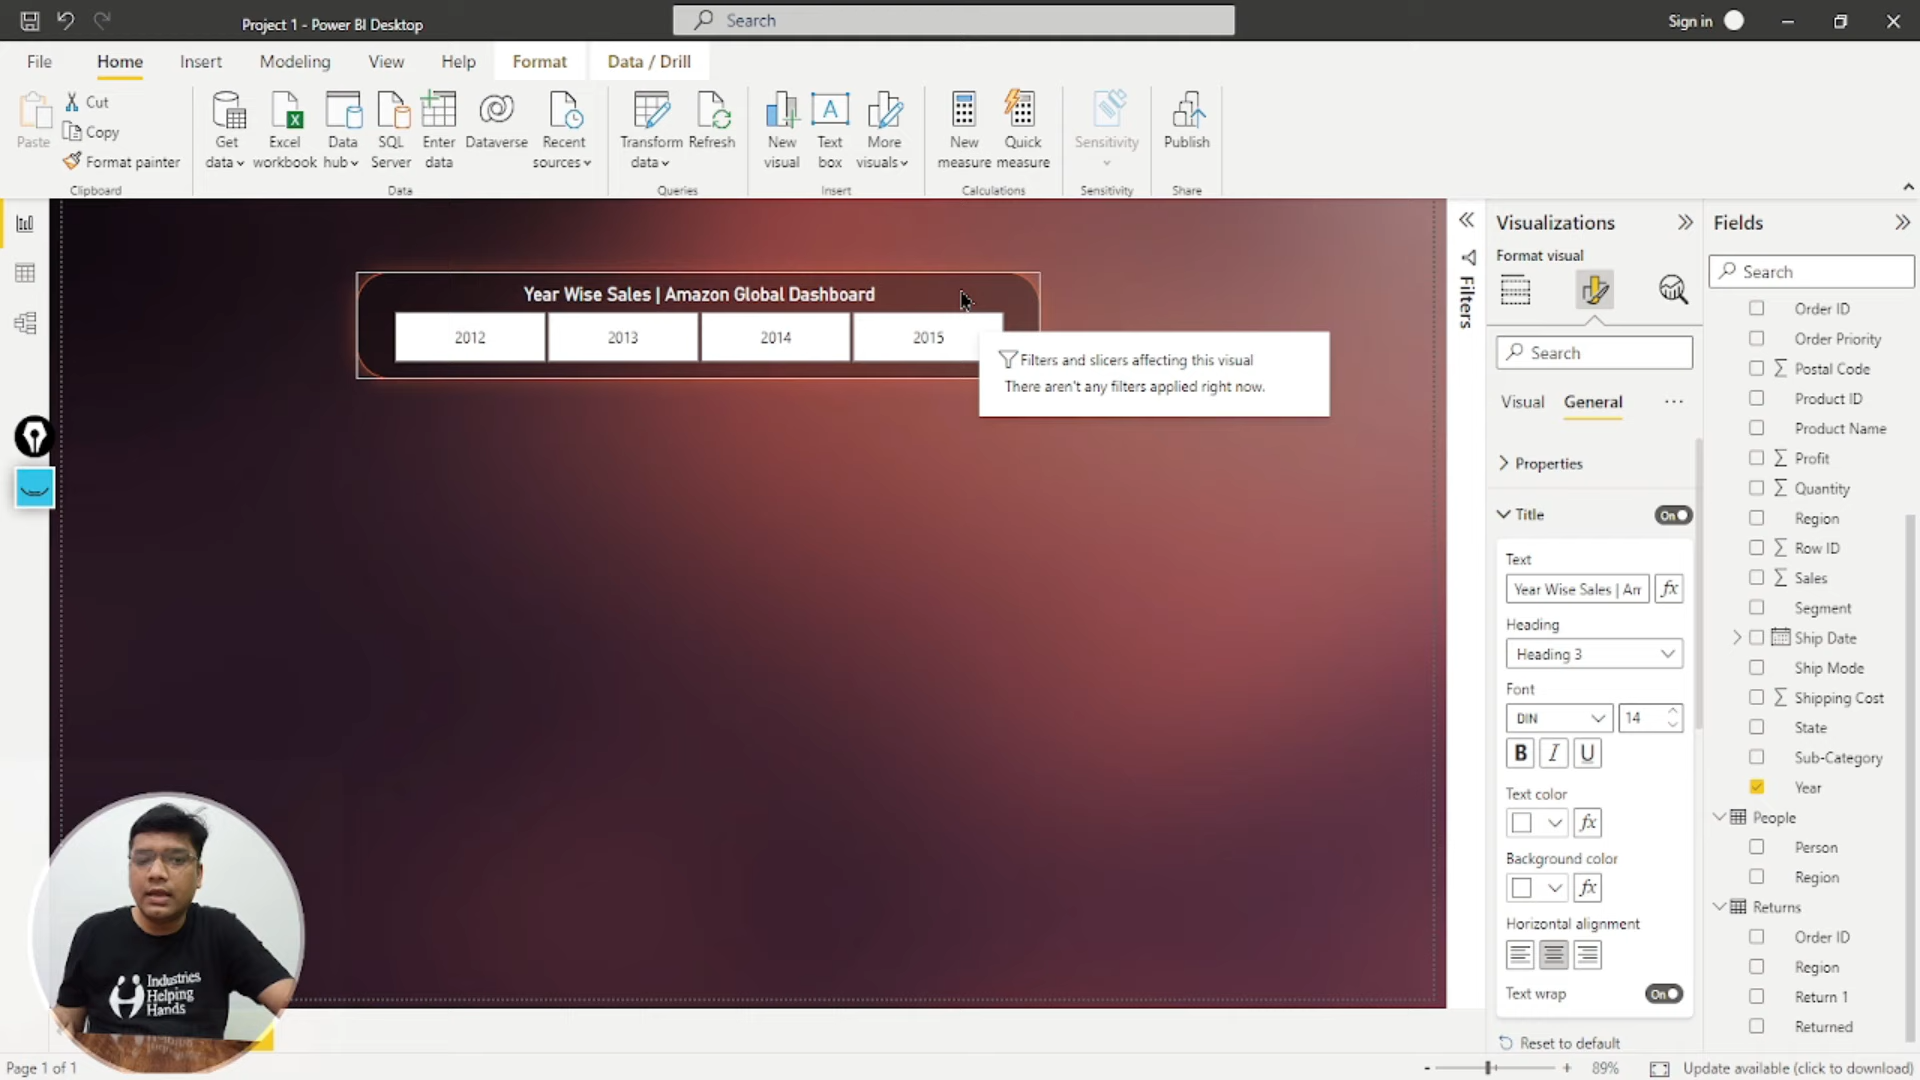 Project 1 - Power BI Desktop
Search
Sign in
File
Home
Insert
Modeling
View
Help
Format
Data / Drill
Paste
Cut
Copy
Format painter
Clipboard
Get data
Excel workbook
Data hub
SQL Server
Enter data
Dataverse
Recent sources
Data
Transform data
Refresh
Queries
New visual
Text box
More visuals
Insert
New measure
Quick measure
Calculations
Sensitivity
Sensitivity
Publish
Share
Year Wise Sales | Amazon Global Dashboard
2012
2013
2014
2015
Filters and slicers affecting this visual
There aren't any filters applied right now.
Industries
Helping
Hands
Filters
Visualizations
Format visual
Search
Visual
General
Properties
Title
On
Text
Year Wise Sales | Am
fx
Heading
Heading 3
Font
DIN
14
B
I
U
Text color
fx
Background color
fx
Horizontal alignment
Text wrap
On
Reset to default
Fields
Search
Order ID
Order Priority
Postal Code
Product ID
Product Name
Profit
Quantity
Region
Row ID
Sales
Segment
Ship Date
Ship Mode
Shipping Cost
State
Sub-Category
Year
People
Person
Region
Returns
Order ID
Region
Return 1
Returned
Page 1 of 1
- + 89%
Update available (click to download)